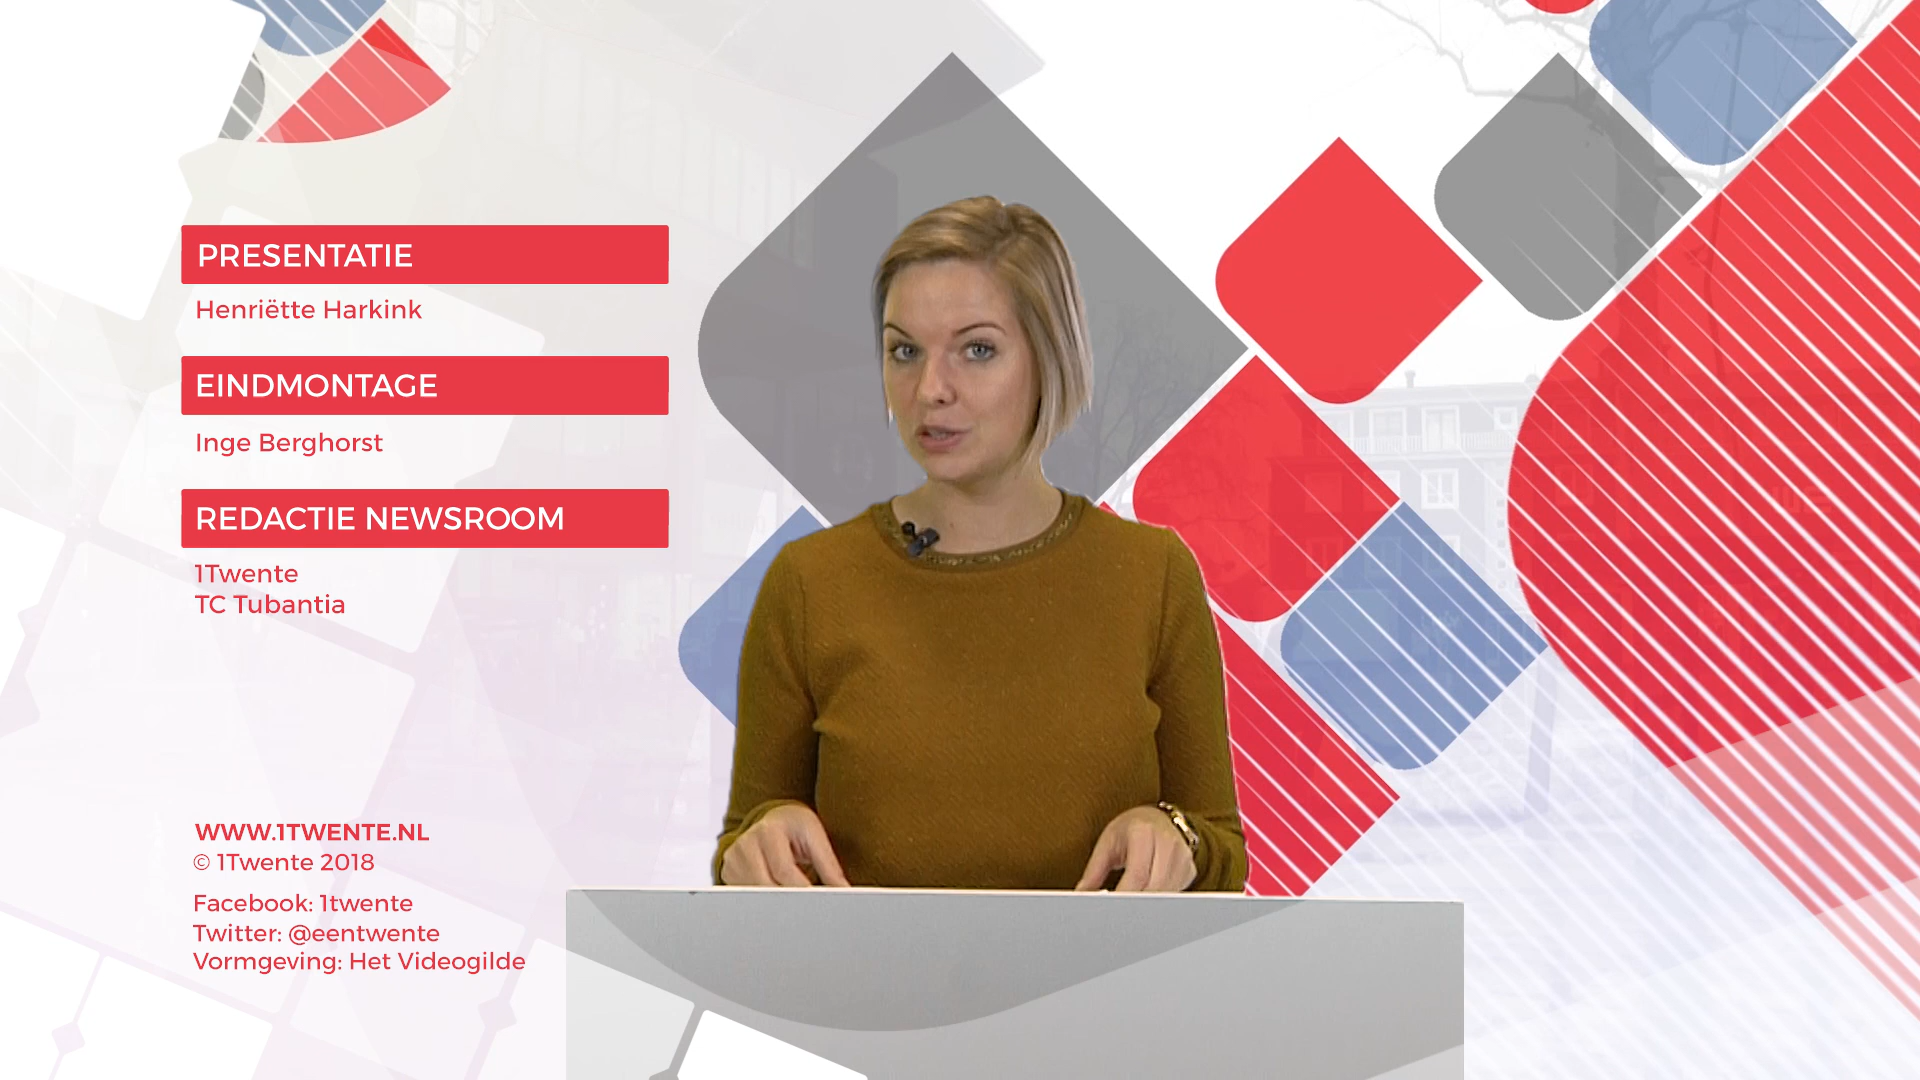 PRESENTATIE
Henriëtte Harkink
EINDMONTAGE
Inge Berghorst
REDACTIE NEWSROOM
1Twente
TC Tubantia
WWW.1TWENTE.NL
© 1Twente 2018
Facebook: 1twente
Twitter: @eentwente
Vormgeving: Het Videogilde